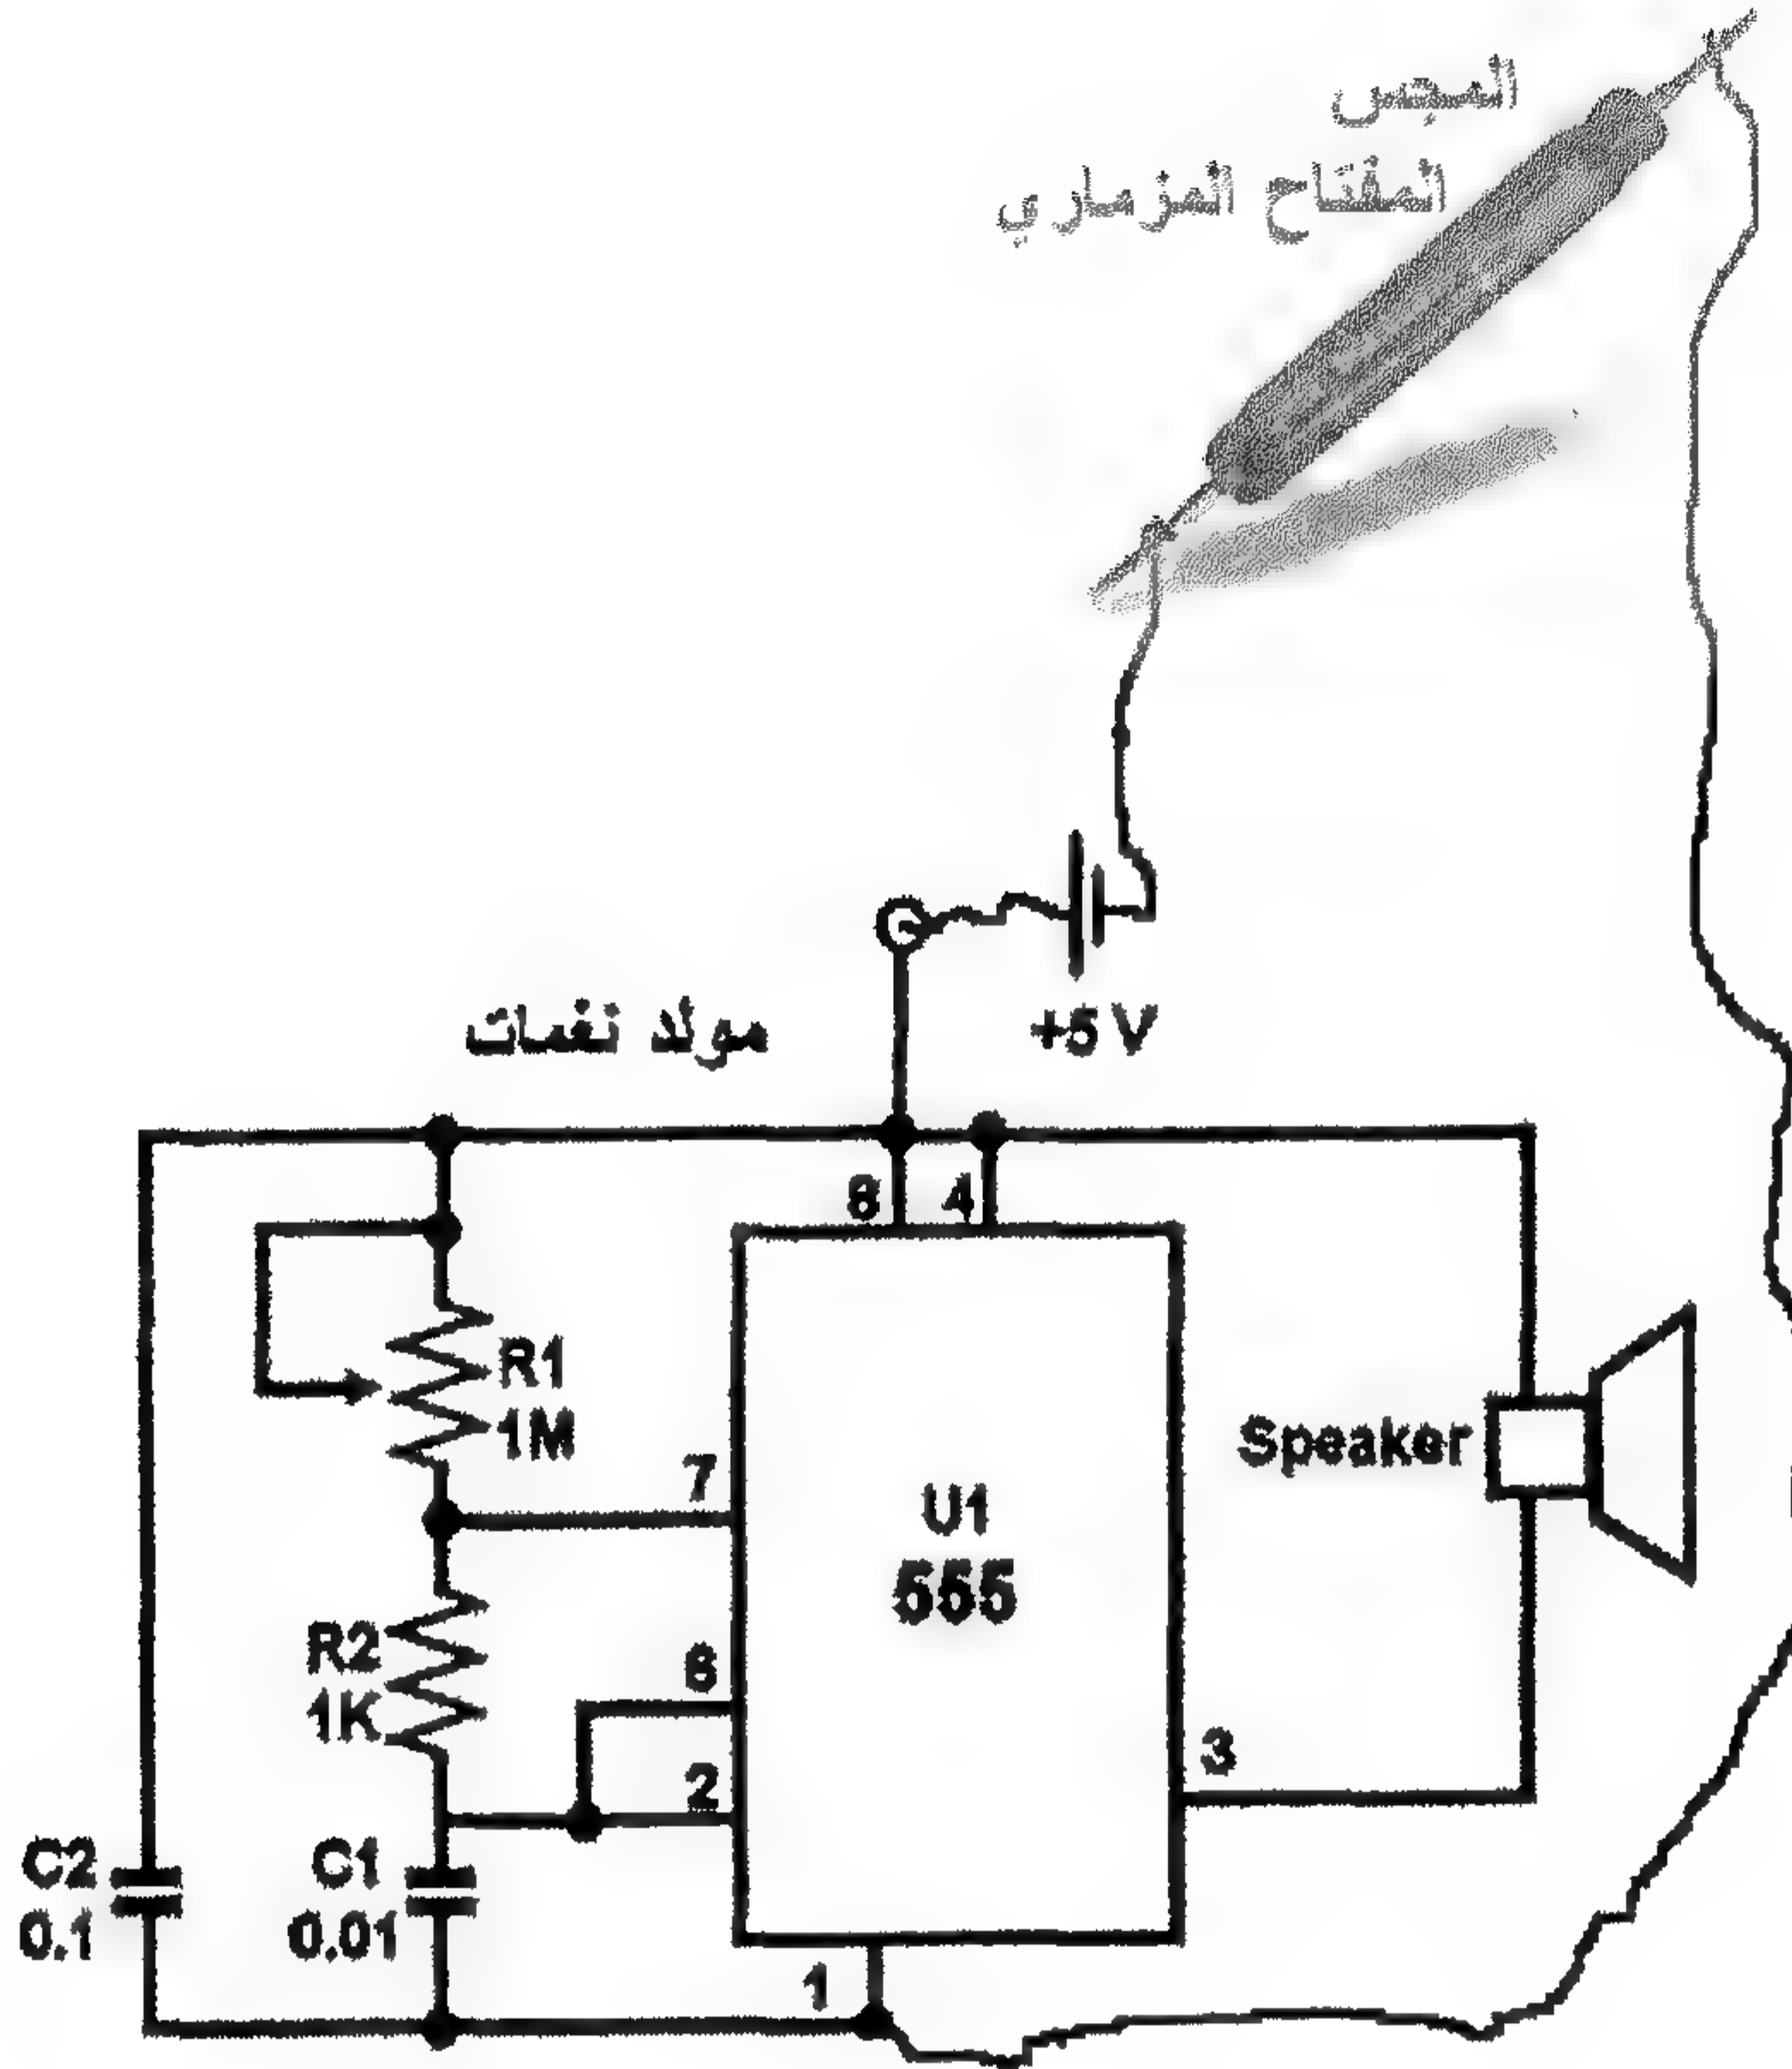 المجس
المفتاح المزماري
مولد نغمات
+5V
8
4
R1
1M
7
U1
555
Speaker
R2
1K
6
2
3
C2
0.1
C1
0.01
1